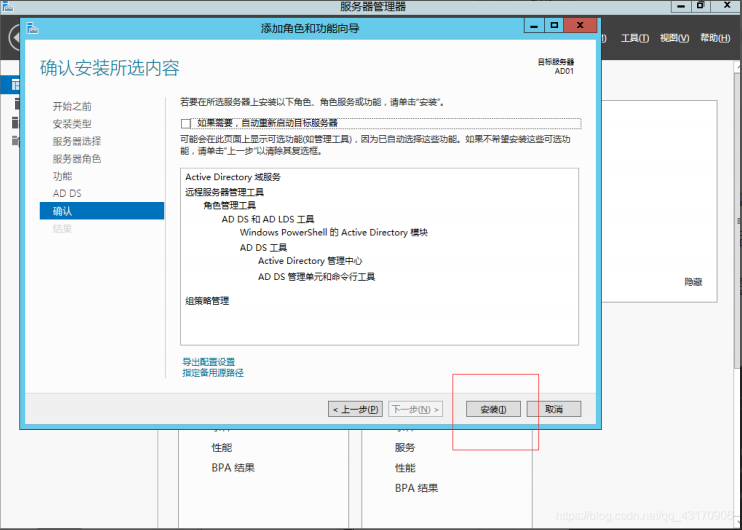 服务器管理器
添加角色和功能向导
工具(T) 视图(V) 帮助(H)
确认安装所选内容
目标服务器
AD01
开始之前
安装类型
服务器选择
服务器角色
功能
AD DS
确认
结果
若要在所选服务器上安装以下角色、角色服务或功能，请单击"安装"。
如果需要，自动重新启动目标服务器
可能会在此页面上显示可选功能(如管理工具)，因为已自动选择这些功能。如果不希望安装这些可选功
能，请单击"上一步"以清除其复选框。
Active Directory 域服务
远程服务器管理工具
角色管理工具
AD DS 和 AD LDS 工具
Windows PowerShell 的 Active Directory 模块
AD DS 工具
Active Directory 管理中心
AD DS 管理单元和命令行工具
组策略管理
隐藏
导出配置设置
指定备用源路径
< 上一步(P) 下一步(N) > 安装(I) 取消
性能
BPA 结果
服务
性能
BPA 结果
https://blog.csdn.net/qq_43170906